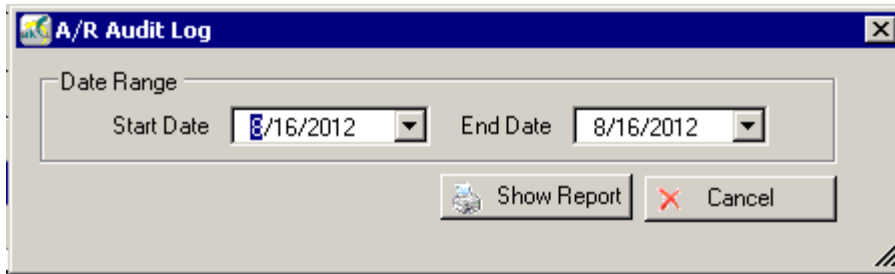 A/R Audit Log
Date Range
Start Date 8/16/2012 End Date 8/16/2012
Show Report Cancel